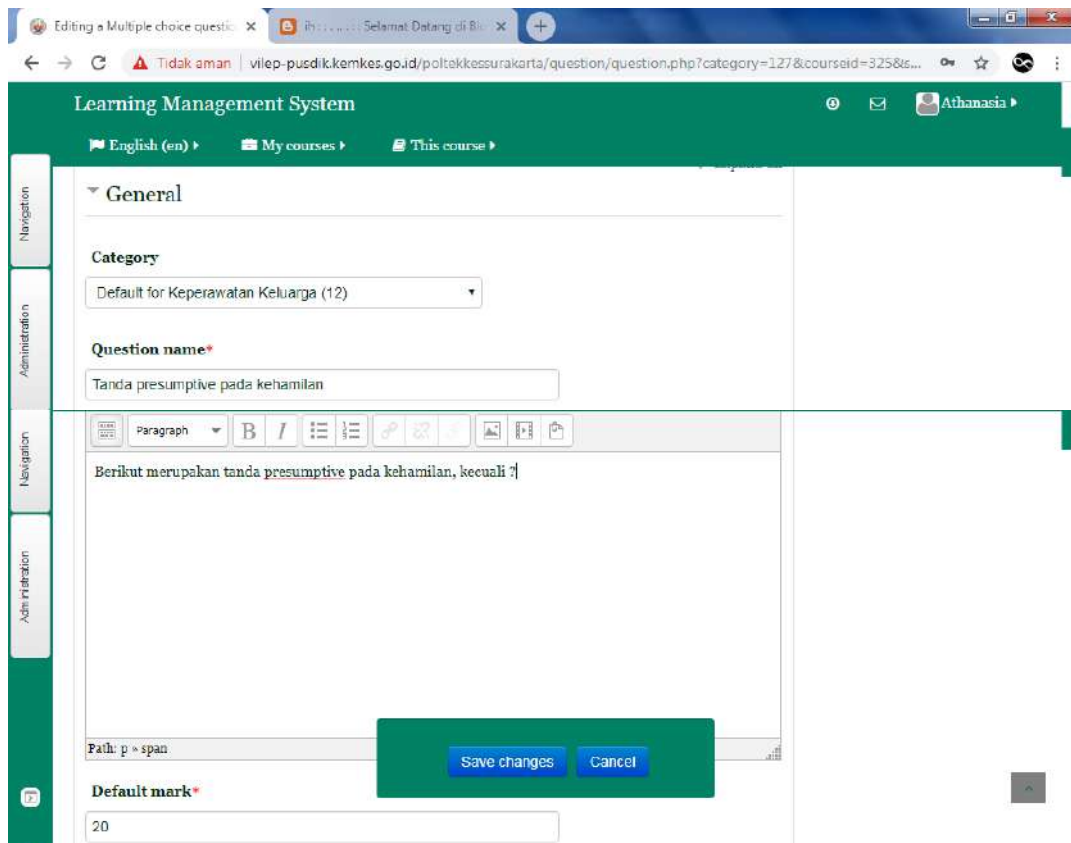 Editing a Multiple choice questio
Selamat Datang di Bl
Tidak aman vilep-pusdik.kemkes.go.id/poltekkessurakarta/question/question.php?category=127&courseid=325&
Learning Management System
Athanasia
English (en)
My courses
This course
Navigation
General
Category
Default for Keperawatan Keluarga (12)
Administration
Question name*
Tanda presumptive pada kehamilan
Paragraph
B I
Navigation
Berikut merupakan tanda presumptive pada kehamilan, kecuali ?
Administration
Path: p » span
Save changes
Cancel
Default mark*
20